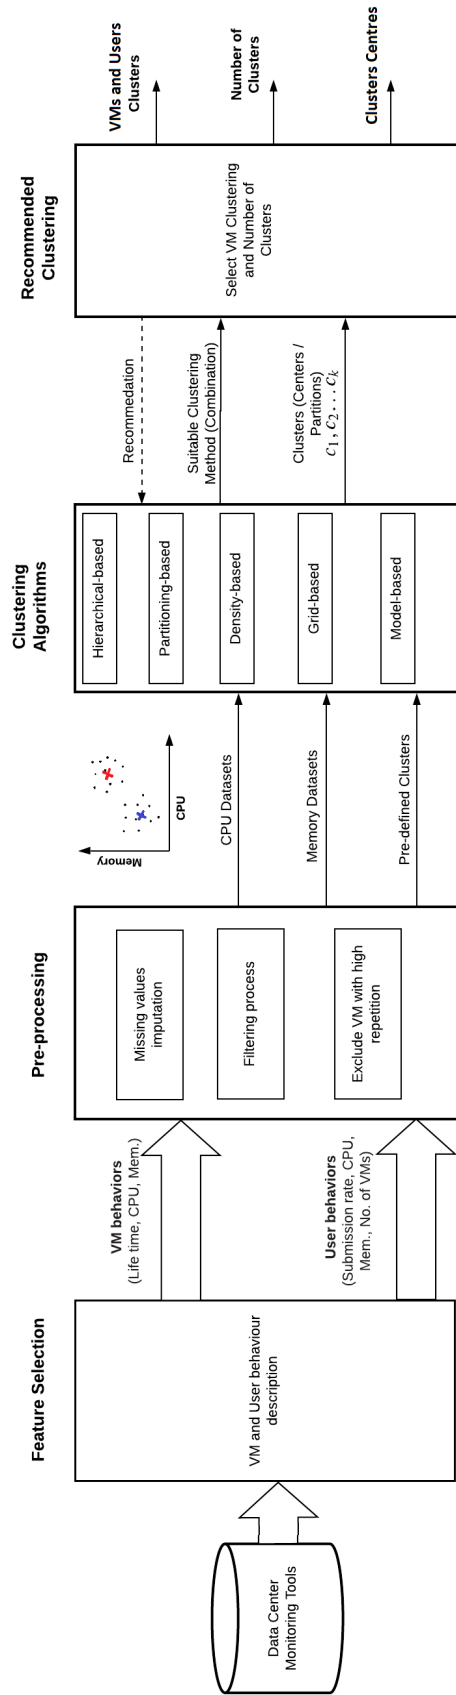 Data Center
Monitoring Tools
Feature Selection
VM and User behaviour
description
VM behaviors
(Life time, CPU, Mem.)
User behaviors
(Submission rate, CPU,
Mem., No. of VMs)
Pre-processing
Missing values
imputation
Filtering process
Exclude VM with high
repetition
Memory
CPU
CPU Datasets
Memory Datasets
Pre-defined Clusters
Clustering
Algorithms
Hierarchical-based
Partitioning-based
Density-based
Grid-based
Model-based
Recommedation
Suitable Clustering
Method (Combination)
Clusters (Centers /
Partitions)
c₁, c₂ … cₖ
Recommended
Clustering
Select VM Clustering
and Number of
Clusters
VMs and Users
Clusters
Number of
Clusters
Clusters Centres